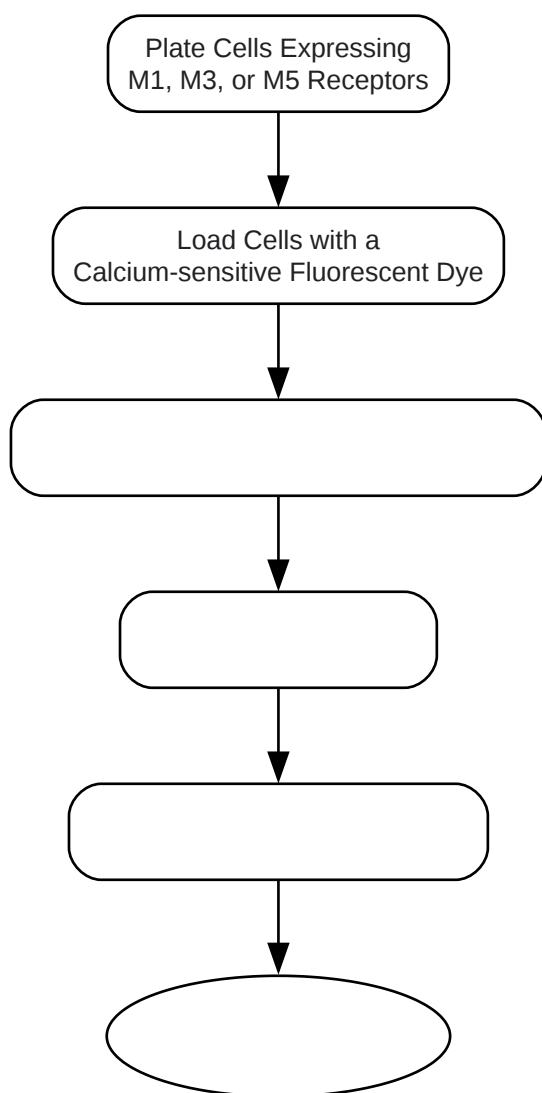 Plate Cells Expressing
M1, M3, or M5 Receptors
Load Cells with a
Calcium-sensitive Fluorescent Dye